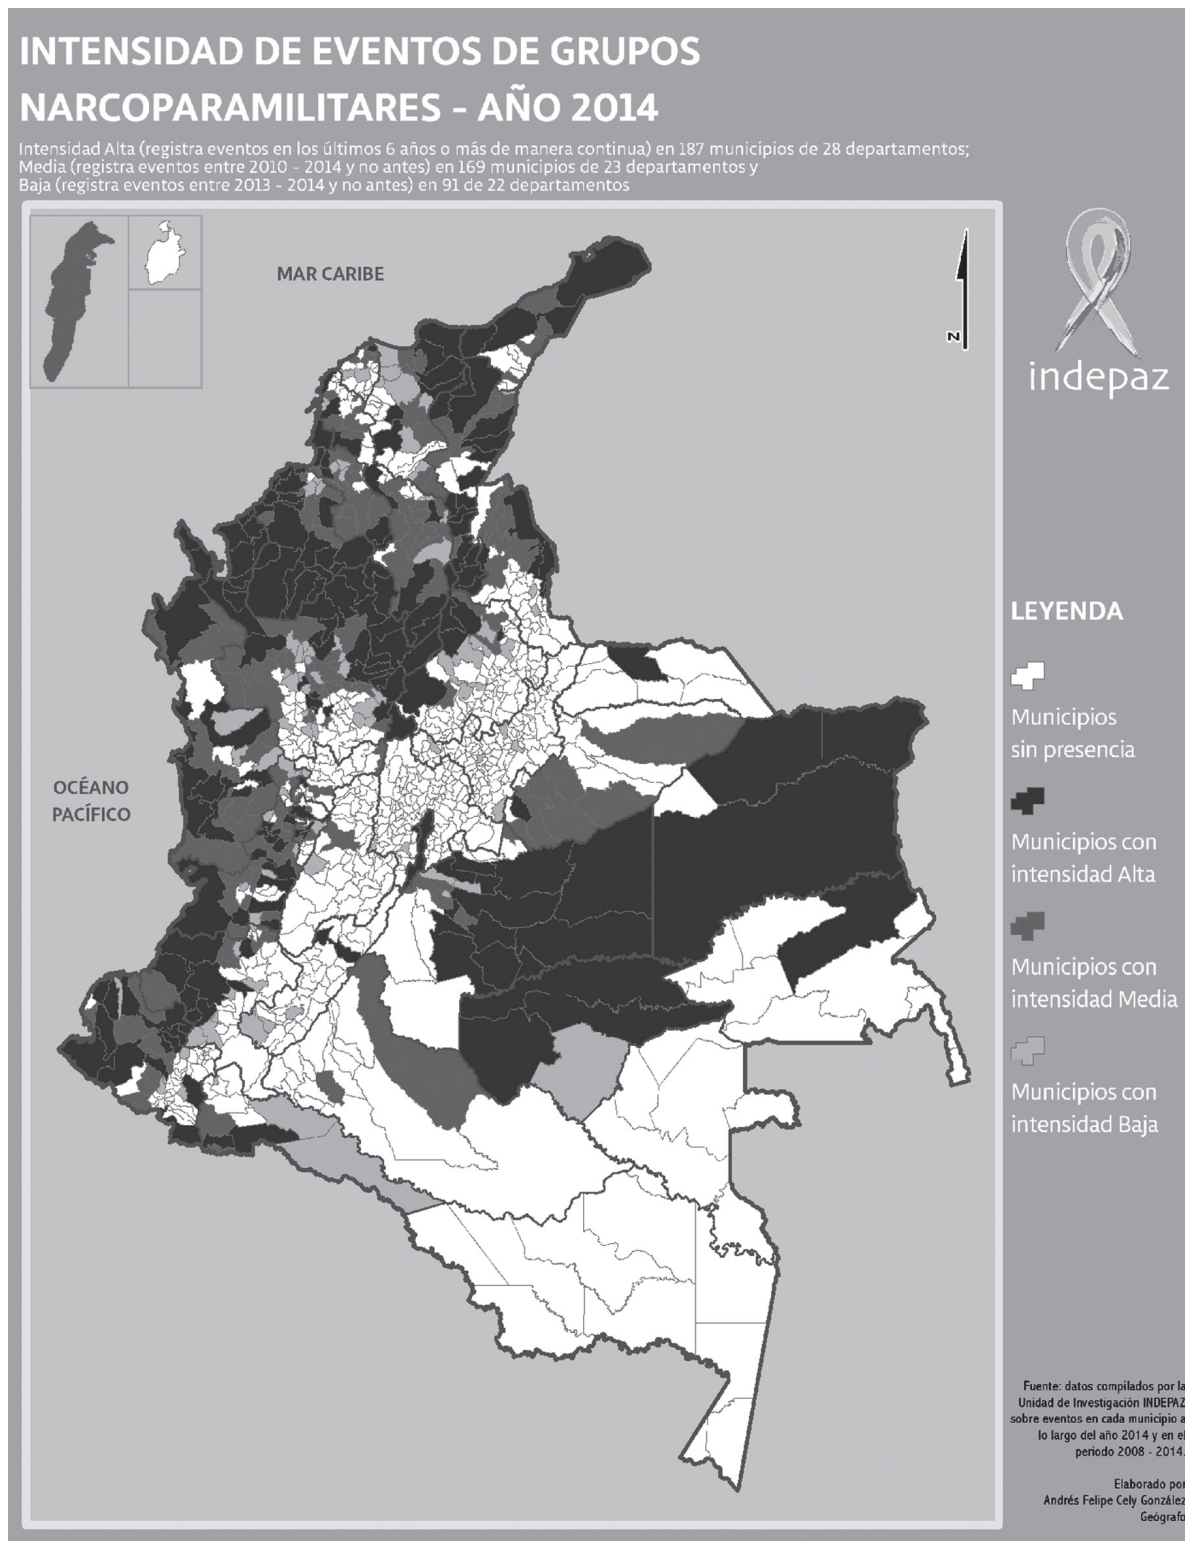 INTENSIDAD DE EVENTOS DE GRUPOS
NARCOPARAMILITARES - AÑO 2014
Intensidad Alta (registra eventos en los últimos 6 años o más de manera continua) en 187 municipios de 28 departamentos;
Media (registra eventos entre 2010 - 2014 y no antes) en 169 municipios de 23 departamentos y
Baja (registra eventos entre 2013 - 2014 y no antes) en 91 de 22 departamentos
MAR CARIBE
N
indepaz
OCÉANO
PACÍFICO
LEYENDA
Municipios
sin presencia
Municipios con
intensidad Alta
Municipios con
intensidad Media
Municipios con
intensidad Baja
Fuente: datos compilados por la
Unidad de Investigación INDEPAZ
sobre eventos en cada municipio a
lo largo del año 2014 y en el
periodo 2008 - 2014.
Elaborado por
Andrés Felipe Cely González
Geógrafo